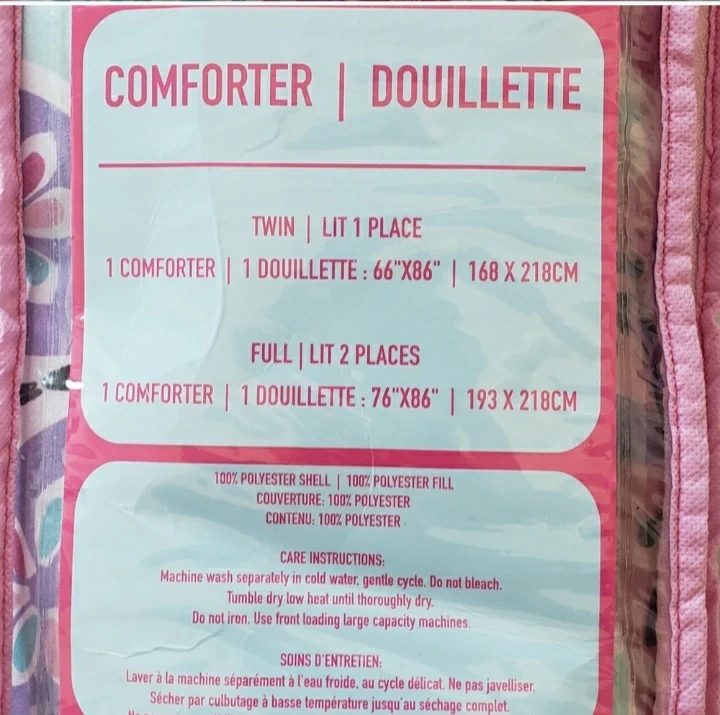 COMFORTER | DOUILLETTE
TWIN | LIT 1 PLACE
1 COMFORTER | 1 DOUILLETTE : 66"X86" | 168 X 218CM
FULL | LIT 2 PLACES
1 COMFORTER | 1 DOUILLETTE : 76"X86" | 193 X 218CM
100% POLYESTER SHELL | 100% POLYESTER FILL
COUVERTURE: 100% POLYESTER
CONTENU: 100% POLYESTER
CARE INSTRUCTIONS:
Machine wash separately in cold water, gentle cycle. Do not bleach.
Tumble dry low heat until thoroughly dry.
Do not iron. Use front loading large capacity machines.
SOINS D'ENTRETIEN:
Laver à la machine séparément à l'eau froide, au cycle délicat. Ne pas javelliser.
Sécher par culbutage à basse température jusqu'au séchage complet.